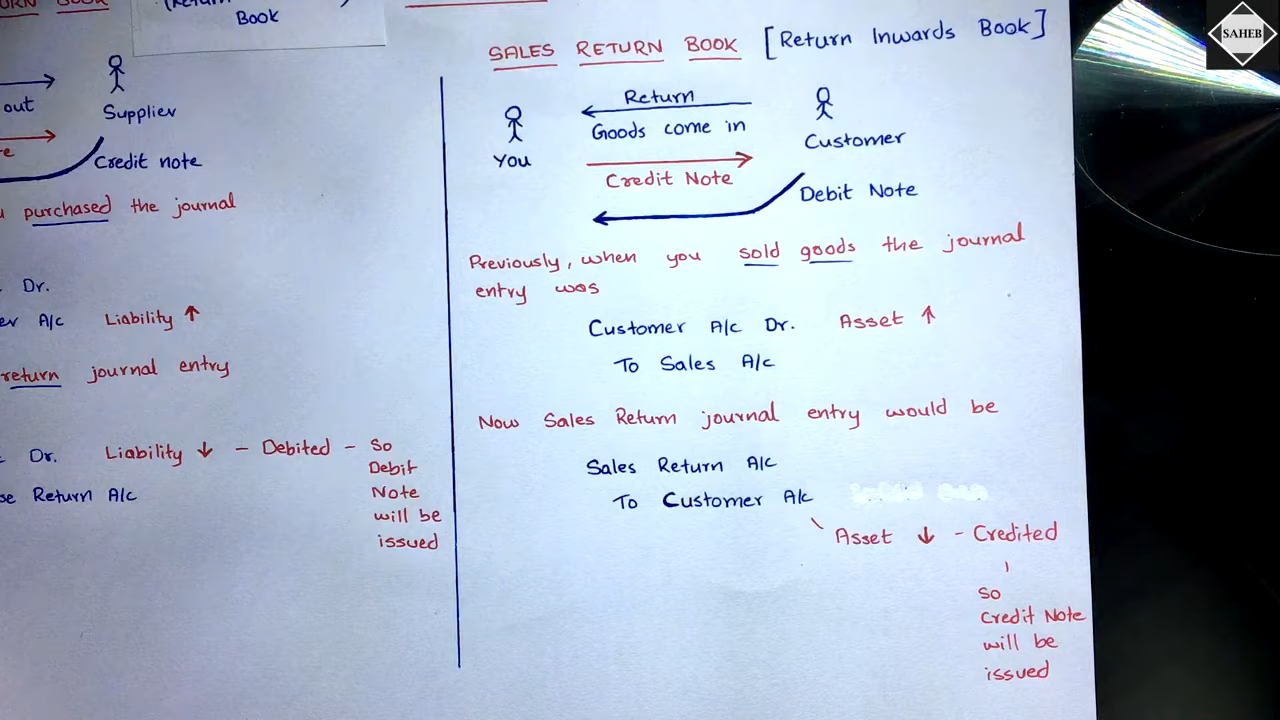 Book
out
Supplier
Credit note
purchased the journal
Dr.
A/c Liability ↑
return journal entry
Dr. Liability ↓ - Debited - So
Debit
Return A/c Note
will be
issued
SALES RETURN BOOK [Return Inwards Book]
Return
Goods come in
You
Customer
Credit Note
Debit Note
Previously, when you sold goods the journal
entry was
Customer A/c Dr. Asset ↑
To Sales A/c
Now Sales Return journal entry would be
Sales Return A/c
To Customer A/c
Asset ↓ - Credited
So
Credit Note
will be
issued
SAHEB